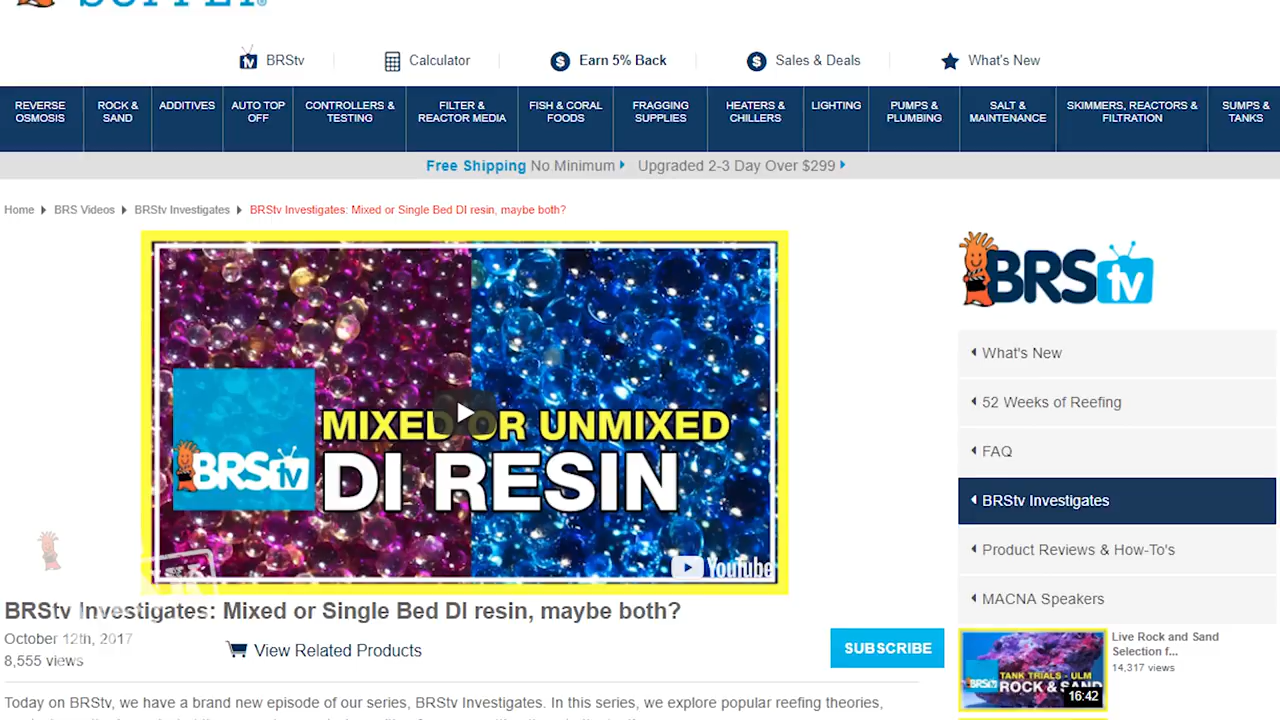 BRStv
Calculator
Earn 5% Back
Sales & Deals
What's New
REVERSE
OSMOSIS
ROCK &
SAND
ADDITIVES
AUTO TOP
OFF
CONTROLLERS &
TESTING
FILTER &
REACTOR MEDIA
FISH & CORAL
FOODS
FRAGGING
SUPPLIES
HEATERS &
CHILLERS
LIGHTING
PUMPS &
PLUMBING
SALT &
MAINTENANCE
SKIMMERS, REACTORS &
FILTRATION
SUMPS &
TANKS
Free Shipping No Minimum
Upgraded 2-3 Day Over $299
Home
BRS Videos
BRStv Investigates
BRStv Investigates: Mixed or Single Bed DI resin, maybe both?
MIXED OR UNMIXED
DI RESIN
BRStv
YouTube
BRStv Investigates: Mixed or Single Bed DI resin, maybe both?
October 12th, 2017
8,555 views
View Related Products
SUBSCRIBE
Today on BRStv, we have a brand new episode of our series, BRStv Investigates. In this series, we explore popular reefing theories,
BRStv
What's New
52 Weeks of Reefing
FAQ
BRStv Investigates
Product Reviews & How-To's
MACNA Speakers
BRStv
TANK TRIALS - ULM
ROCK & SAND
16:42
Live Rock and Sand
Selection f...
14,317 views